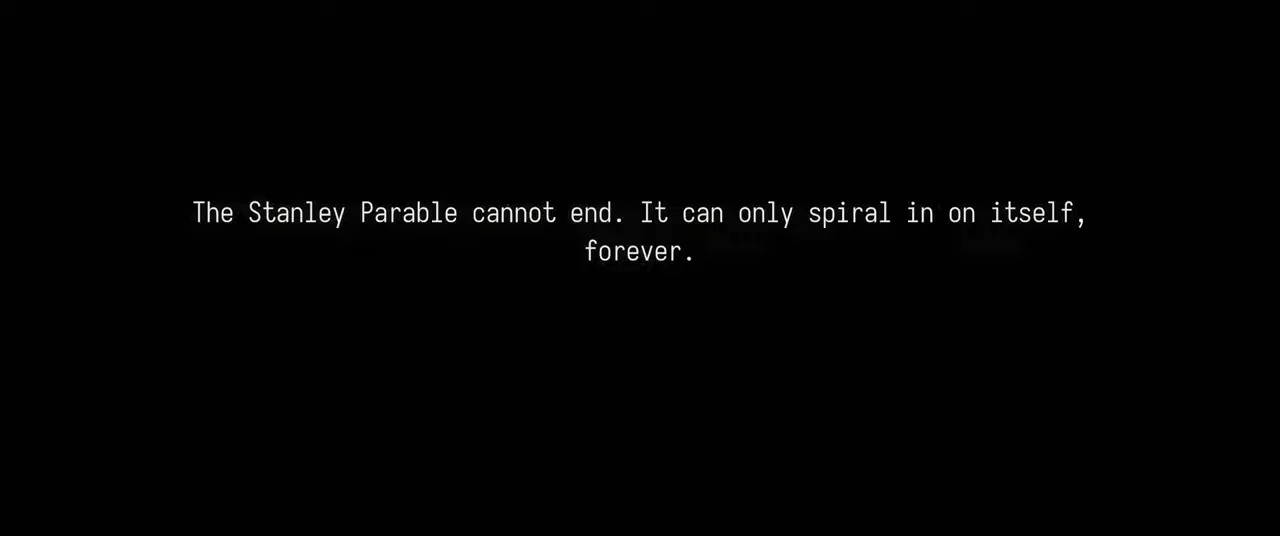 The Stanley Parable cannot end. It can only spiral in on itself,
forever.